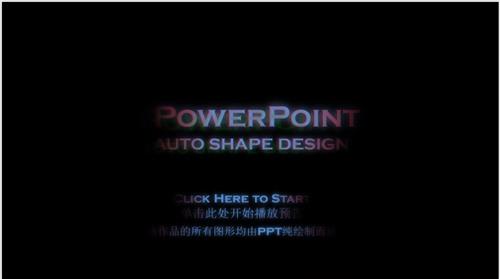 PowerPoint
AUTO SHAPE DESIGN
Click Here to Start
单击此处开始播放预
作品的所有图形均由PPT纯绘制